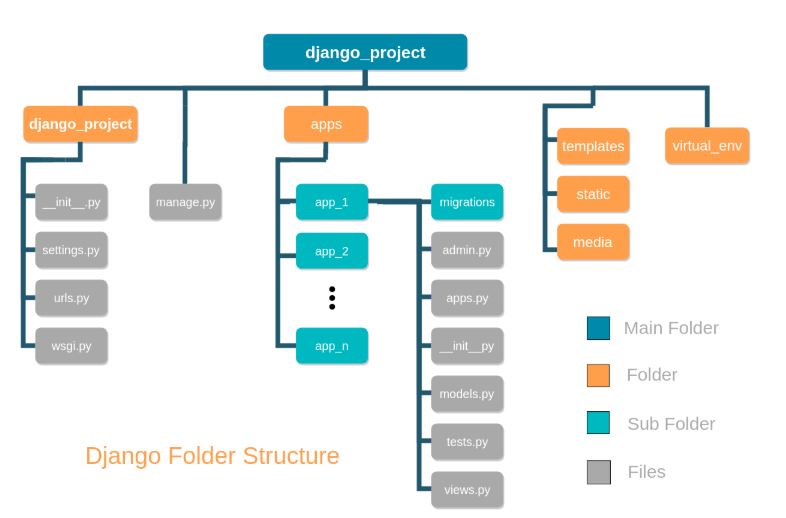 django_project
django_project
apps
templates
virtual_env
static
media
__init__.py
settings.py
urls.py
wsgi.py
manage.py
app_1
app_2
app_n
migrations
admin.py
apps.py
__init__py
models.py
tests.py
views.py
Main Folder
Folder
Sub Folder
Files
Django Folder Structure